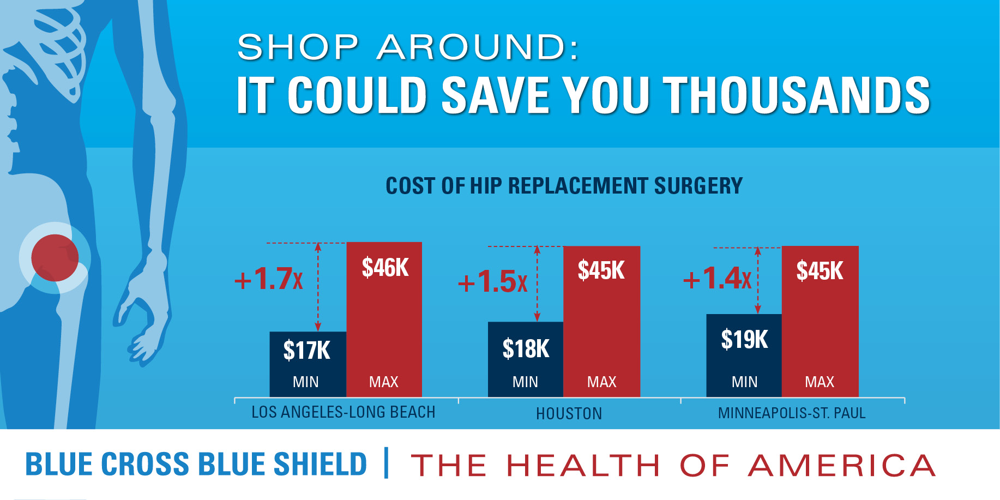 SHOP AROUND:
IT COULD SAVE YOU THOUSANDS
COST OF HIP REPLACEMENT SURGERY
+1.7X
$17K
MIN
$46K
MAX
LOS ANGELES-LONG BEACH
+1.5X
$18K
MIN
$45K
MAX
HOUSTON
+1.4X
$19K
MIN
$45K
MAX
MINNEAPOLIS-ST. PAUL
BLUE CROSS BLUE SHIELD | THE HEALTH OF AMERICA